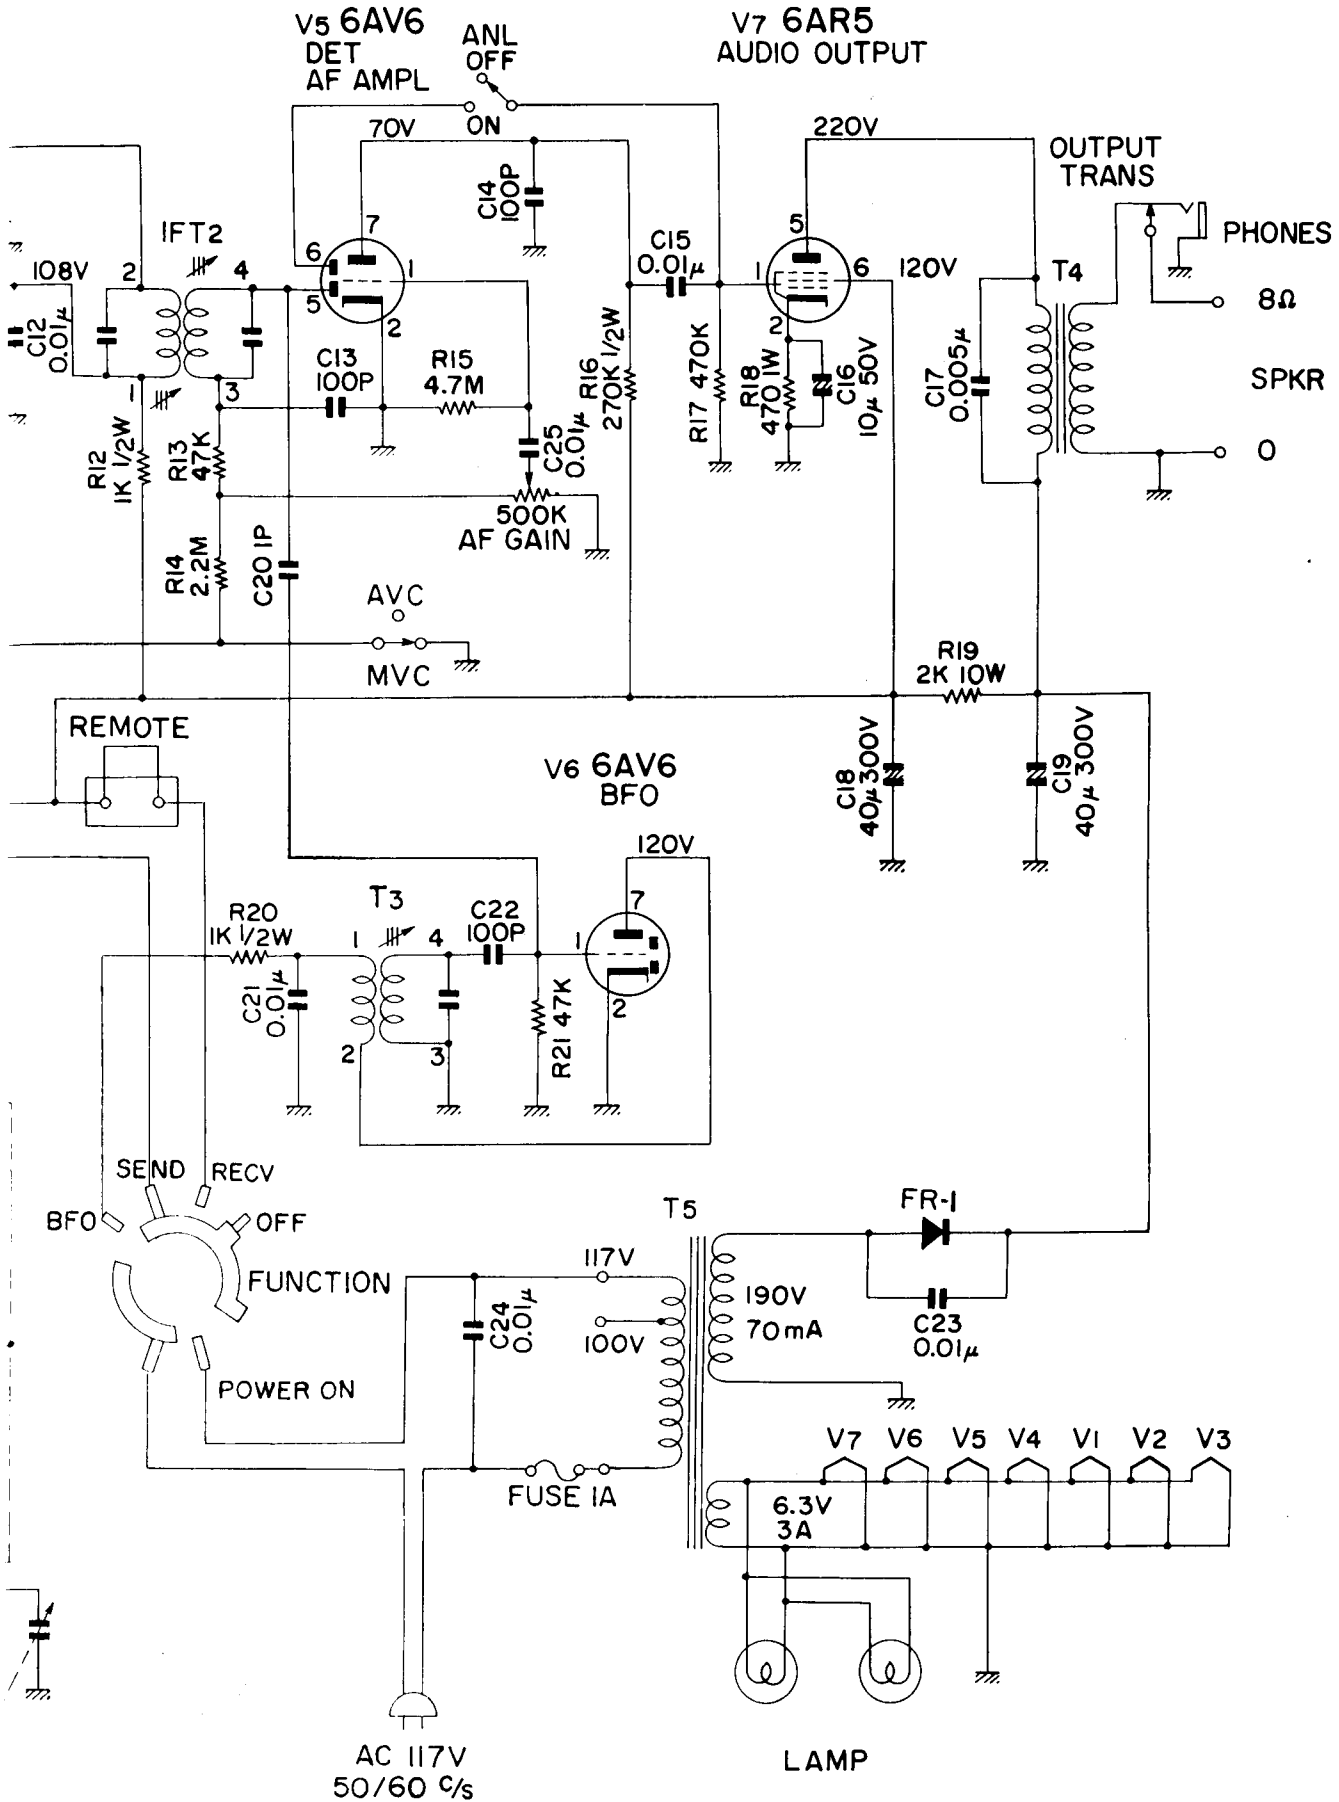 V5 6AV6
DET
AF AMPL
ANL
OFF
ON
V7 6AR5
AUDIO OUTPUT
70V
220V
C14
100P
OUTPUT
TRANS
T4
PHONES
8Ω
SPKR
0
IFT2
108V
2
4
1
3
C12
0.01μ
7
6
5
1
2
C15
0.01μ
5
1
6
2
120V
C13
100P
R15
4.7M
R16
270K 1/2W
R17 470K
R18
470 1W
C16
10μ 50V
C17
0.005μ
R12
1K 1/2W
R13
47K
C25
0.01μ
500K
AF GAIN
R14
2.2M
C20 1P
AVC
MVC
R19
2K 10W
REMOTE
V6 6AV6
BFO
C18
40μ 300V
C19
40μ 300V
120V
T3
R20
1K 1/2W
C21
0.01μ
1
4
2
3
C22
100P
R21 47K
7
1
2
SEND
RECV
BFO
OFF
FUNCTION
POWER ON
T5
FR-1
117V
100V
C24
0.01μ
190V
70mA
C23
0.01μ
FUSE 1A
V7 V6 V5 V4 V1 V2 V3
6.3V
3A
AC 117V
50/60 c/s
LAMP